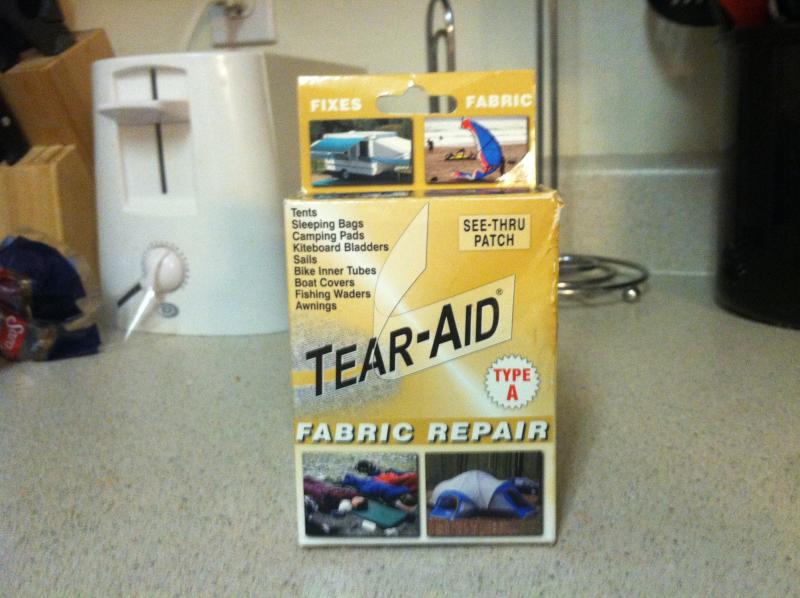 FIXES FABRIC
Tents
Sleeping Bags
Camping Pads
Kiteboard Bladders
Sails
Bike Inner Tubes
Boat Covers
Fishing Waders
Awnings
SEE-THRU
PATCH
TEAR-AID®
TYPE
A
FABRIC REPAIR